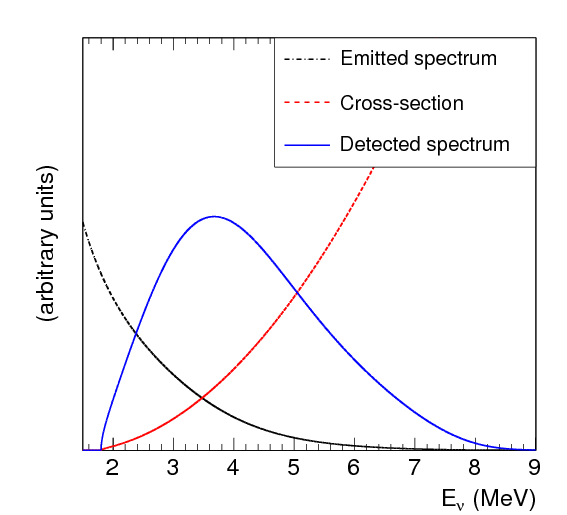 Emitted spectrum
Cross-section
Detected spectrum
(arbitrary units)
2 3 4 5 6 7 8 9
Eν (MeV)